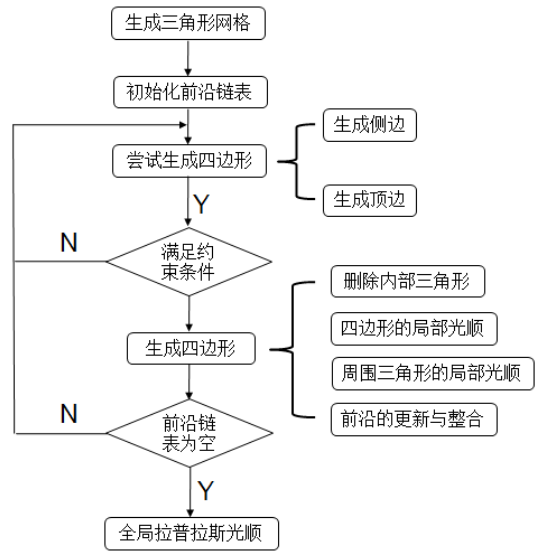 生成三角形网格
初始化前沿链表
生成侧边
尝试生成四边形
生成顶边
Y
N
满足约
束条件
删除内部三角形
四边形的局部光顺
生成四边形
周围三角形的局部光顺
N
前沿链
表为空
前沿的更新与整合
Y
全局拉普拉斯光顺